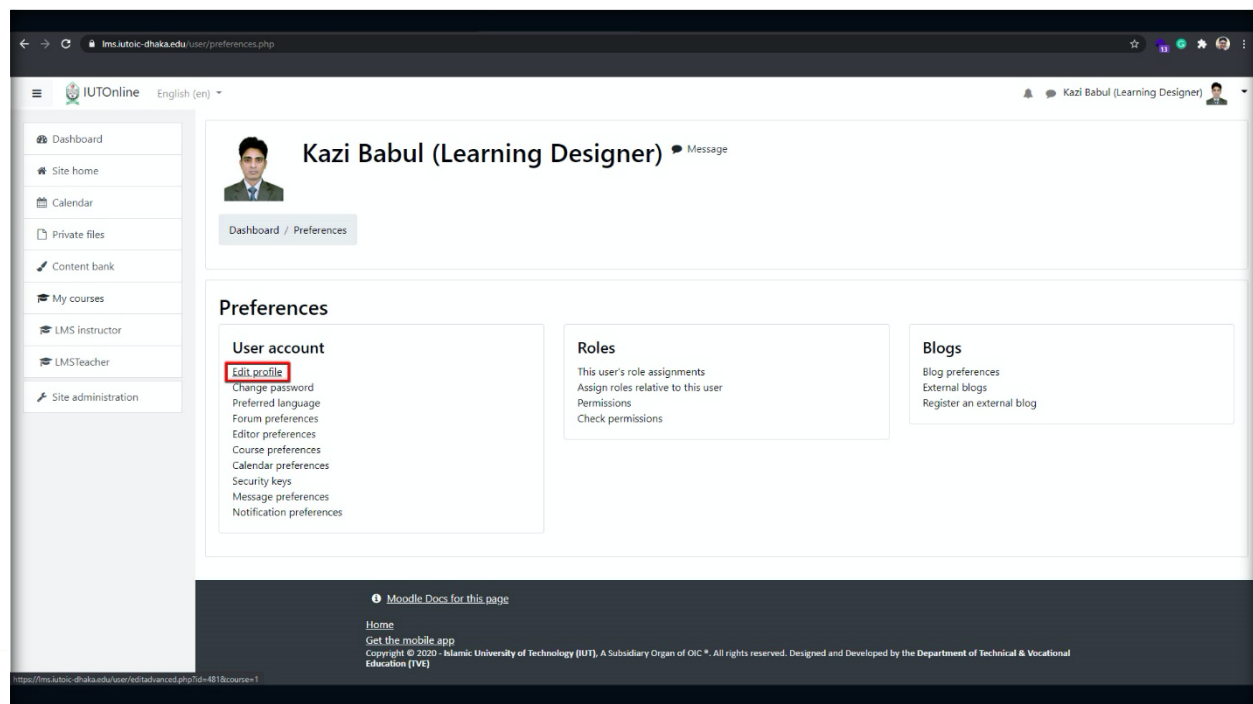 lms.iutoic-dhaka.edu/user/preferences.php
13
IUTOnline English (en)
Kazi Babul (Learning Designer)
Dashboard
Site home
Calendar
Private files
Content bank
My courses
LMS instructor
LMSTeacher
Site administration
Kazi Babul (Learning Designer) Message
Dashboard / Preferences
Preferences
User account
Edit profile
Change password
Preferred language
Forum preferences
Editor preferences
Course preferences
Calendar preferences
Security keys
Message preferences
Notification preferences
Roles
This user's role assignments
Assign roles relative to this user
Permissions
Check permissions
Blogs
Blog preferences
External blogs
Register an external blog
Moodle Docs for this page
Home
Get the mobile app
Copyright © 2020 - Islamic University of Technology (IUT), A Subsidiary Organ of OIC ®. All rights reserved. Designed and Developed by the Department of Technical & Vocational
Education (TVE)
https://lms.iutoic-dhaka.edu/user/editadvanced.php?id=481&course=1